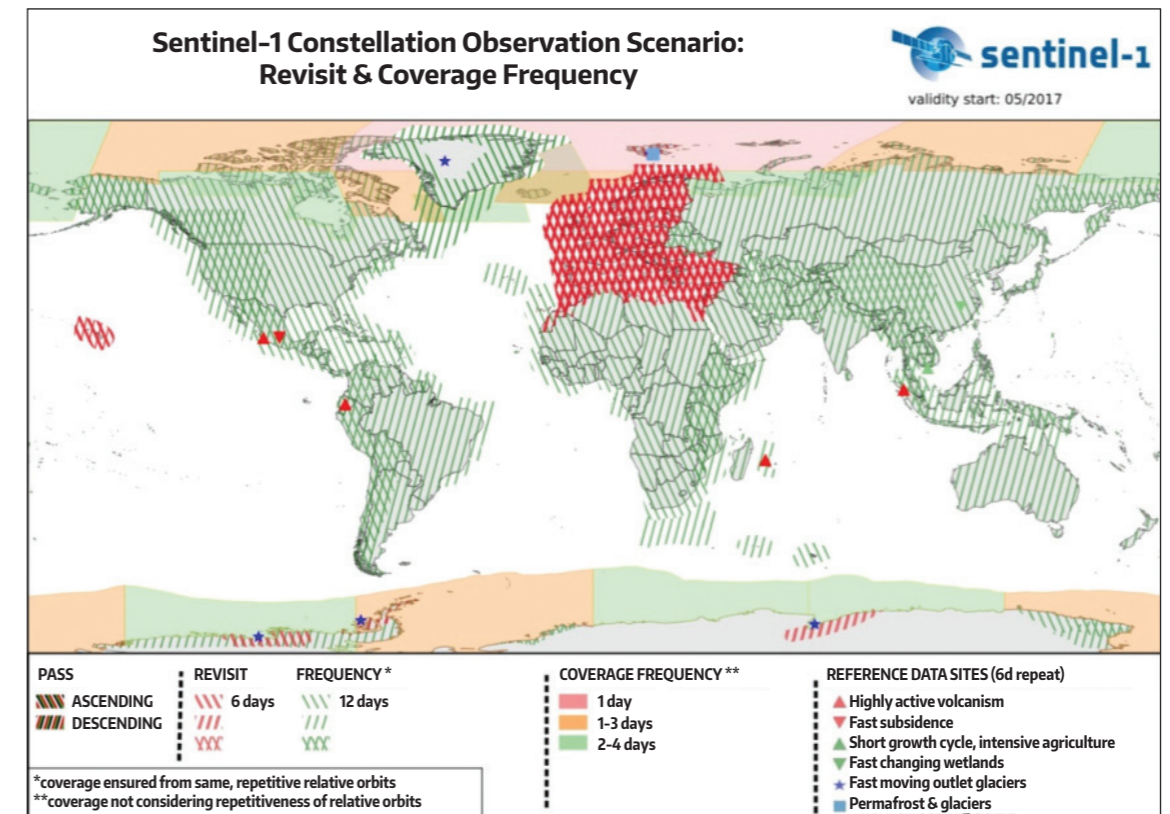 Sentinel-1 Constellation Observation Scenario:
Revisit & Coverage Frequency
sentinel-1
validity start: 05/2017
PASS
ASCENDING
DESCENDING
REVISIT FREQUENCY *
6 days 12 days
COVERAGE FREQUENCY **
1 day
1-3 days
2-4 days
REFERENCE DATA SITES (6d repeat)
Highly active volcanism
Fast subsidence
Short growth cycle, intensive agriculture
Fast changing wetlands
Fast moving outlet glaciers
Permafrost & glaciers
*coverage ensured from same, repetitive relative orbits
**coverage not considering repetitiveness of relative orbits